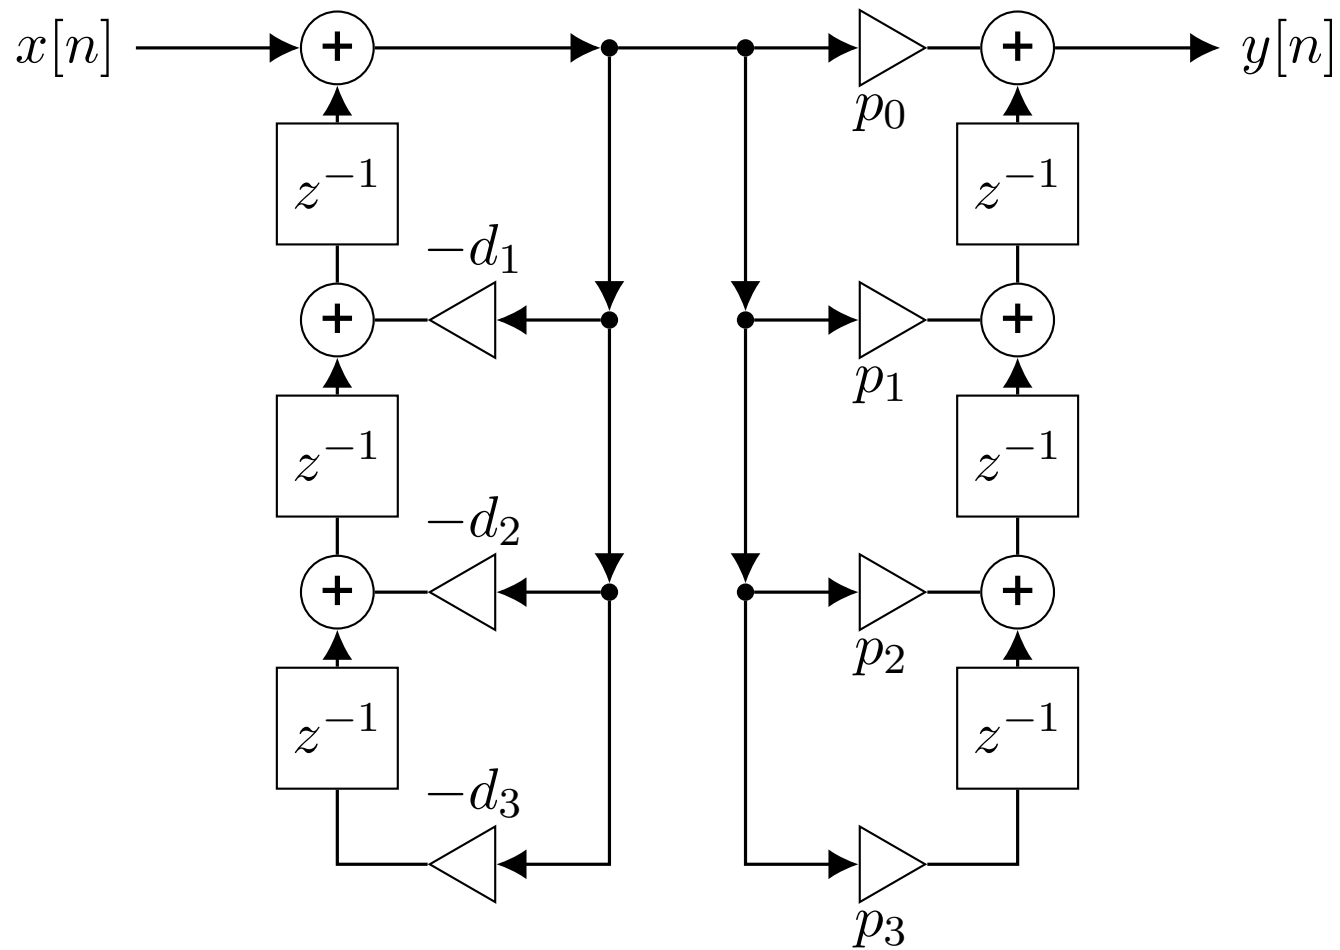 x[n] + p₀ + y[n]
z⁻¹ z⁻¹
−d₁
+ p₁ +
z⁻¹ z⁻¹
−d₂
+ p₂ +
z⁻¹ z⁻¹
−d₃
p₃